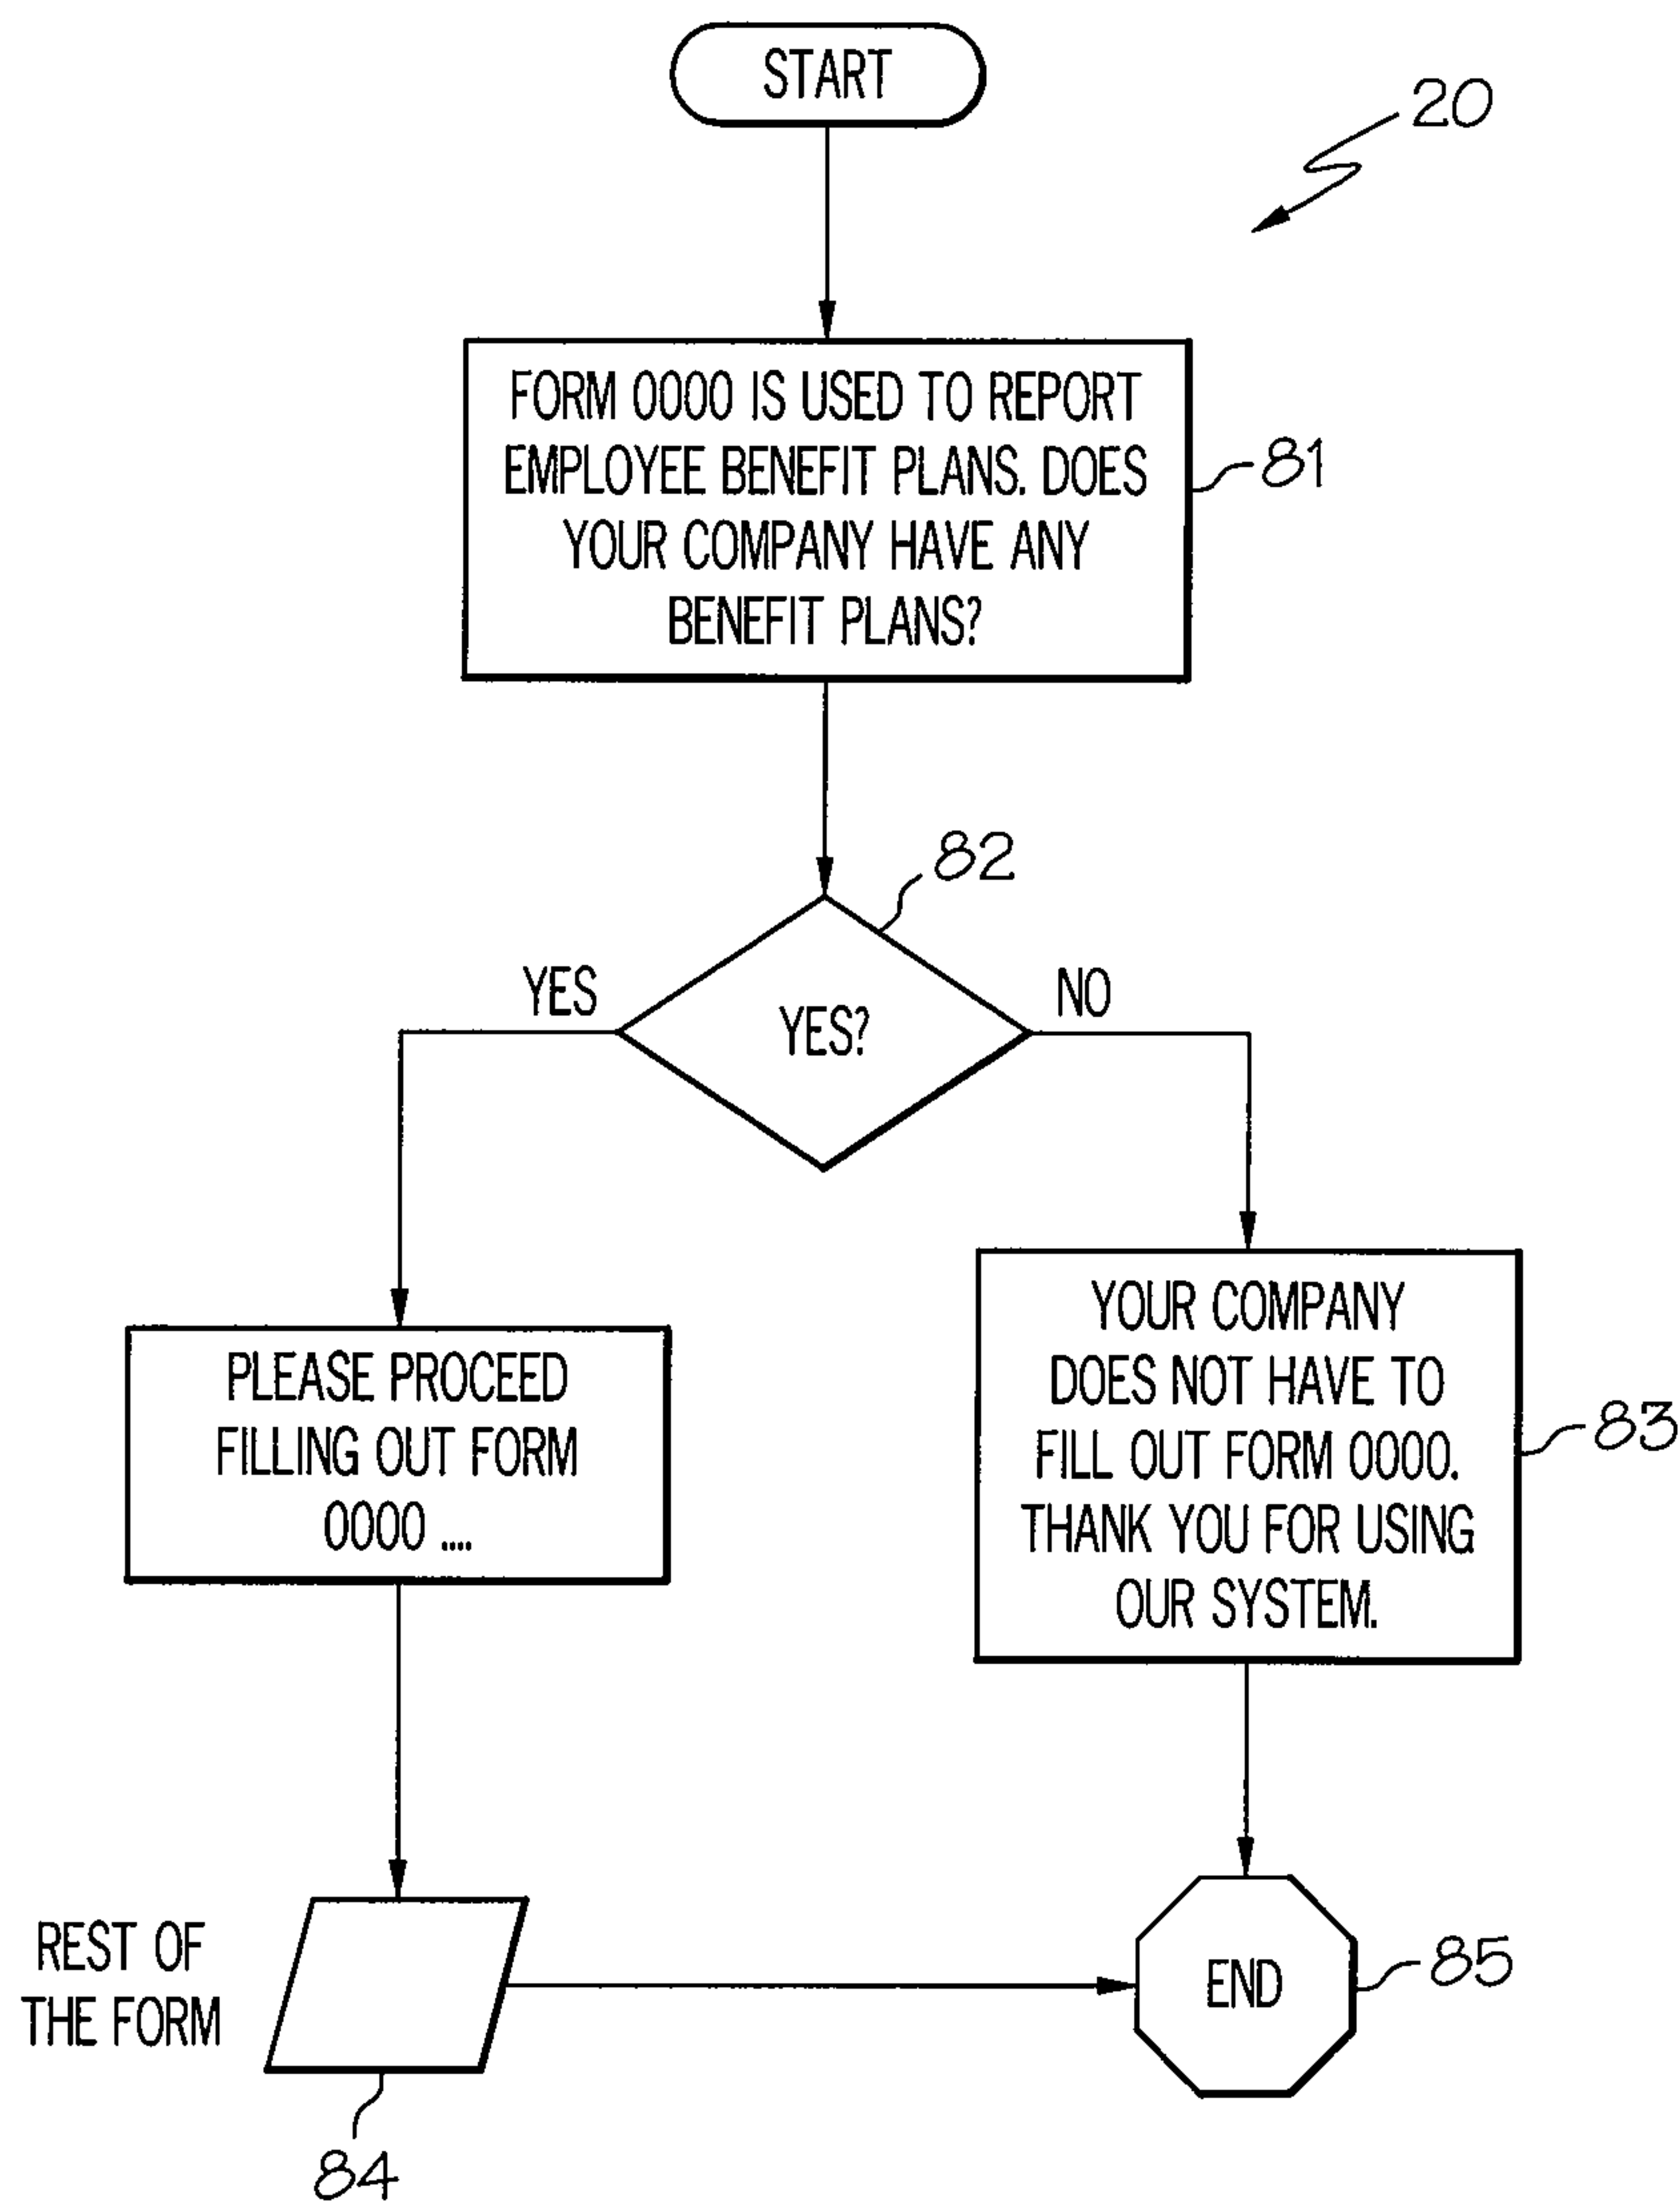 START
20
FORM 0000 IS USED TO REPORT
EMPLOYEE BENEFIT PLANS. DOES
YOUR COMPANY HAVE ANY
BENEFIT PLANS?
81
82
YES
YES?
NO
PLEASE PROCEED
FILLING OUT FORM
0000 ....
YOUR COMPANY
DOES NOT HAVE TO
FILL OUT FORM 0000.
THANK YOU FOR USING
OUR SYSTEM.
83
REST OF
THE FORM
84
END
85